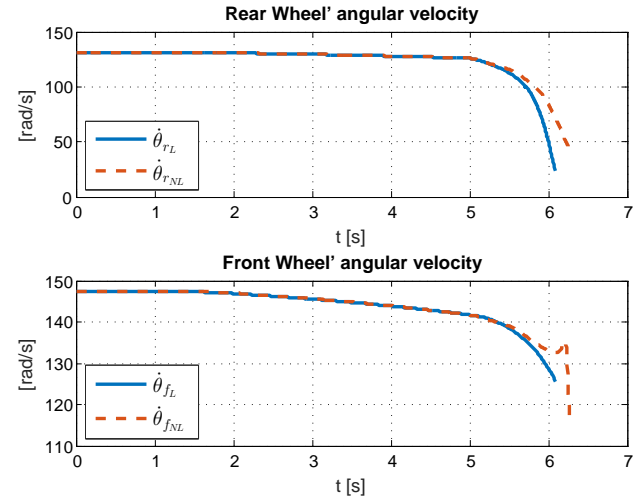 Rear Wheel' angular velocity
150
100
50
0
[rad/s]
θ̇_{r_L}
θ̇_{r_{NL}}
0 1 2 3 4 5 6 7
t [s]
Front Wheel' angular velocity
150
140
130
120
110
[rad/s]
θ̇_{f_L}
θ̇_{f_{NL}}
0 1 2 3 4 5 6 7
t [s]